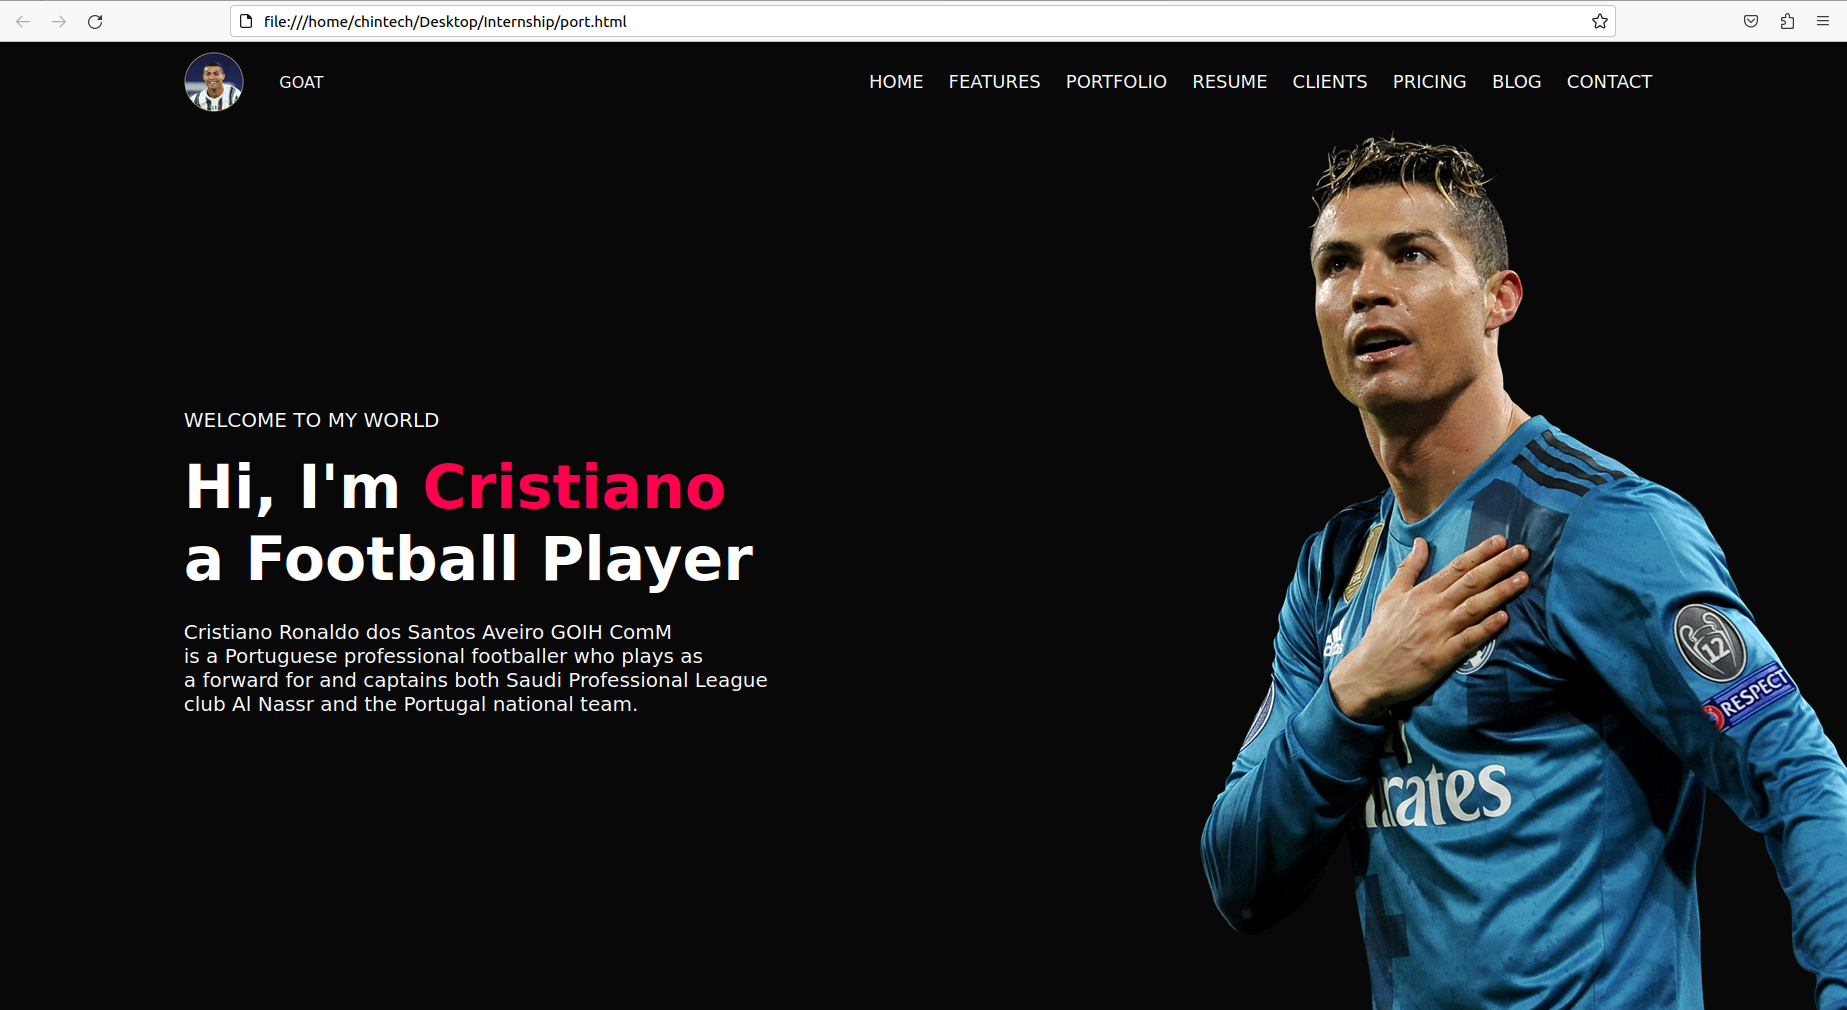 file:///home/chintech/Desktop/Internship/port.html
GOAT
HOME FEATURES PORTFOLIO RESUME CLIENTS PRICING BLOG CONTACT
WELCOME TO MY WORLD
Hi, I'm Cristiano
a Football Player
Cristiano Ronaldo dos Santos Aveiro GOIH ComM
is a Portuguese professional footballer who plays as
a forward for and captains both Saudi Professional League
club Al Nassr and the Portugal national team.
12
RESPECT
rates